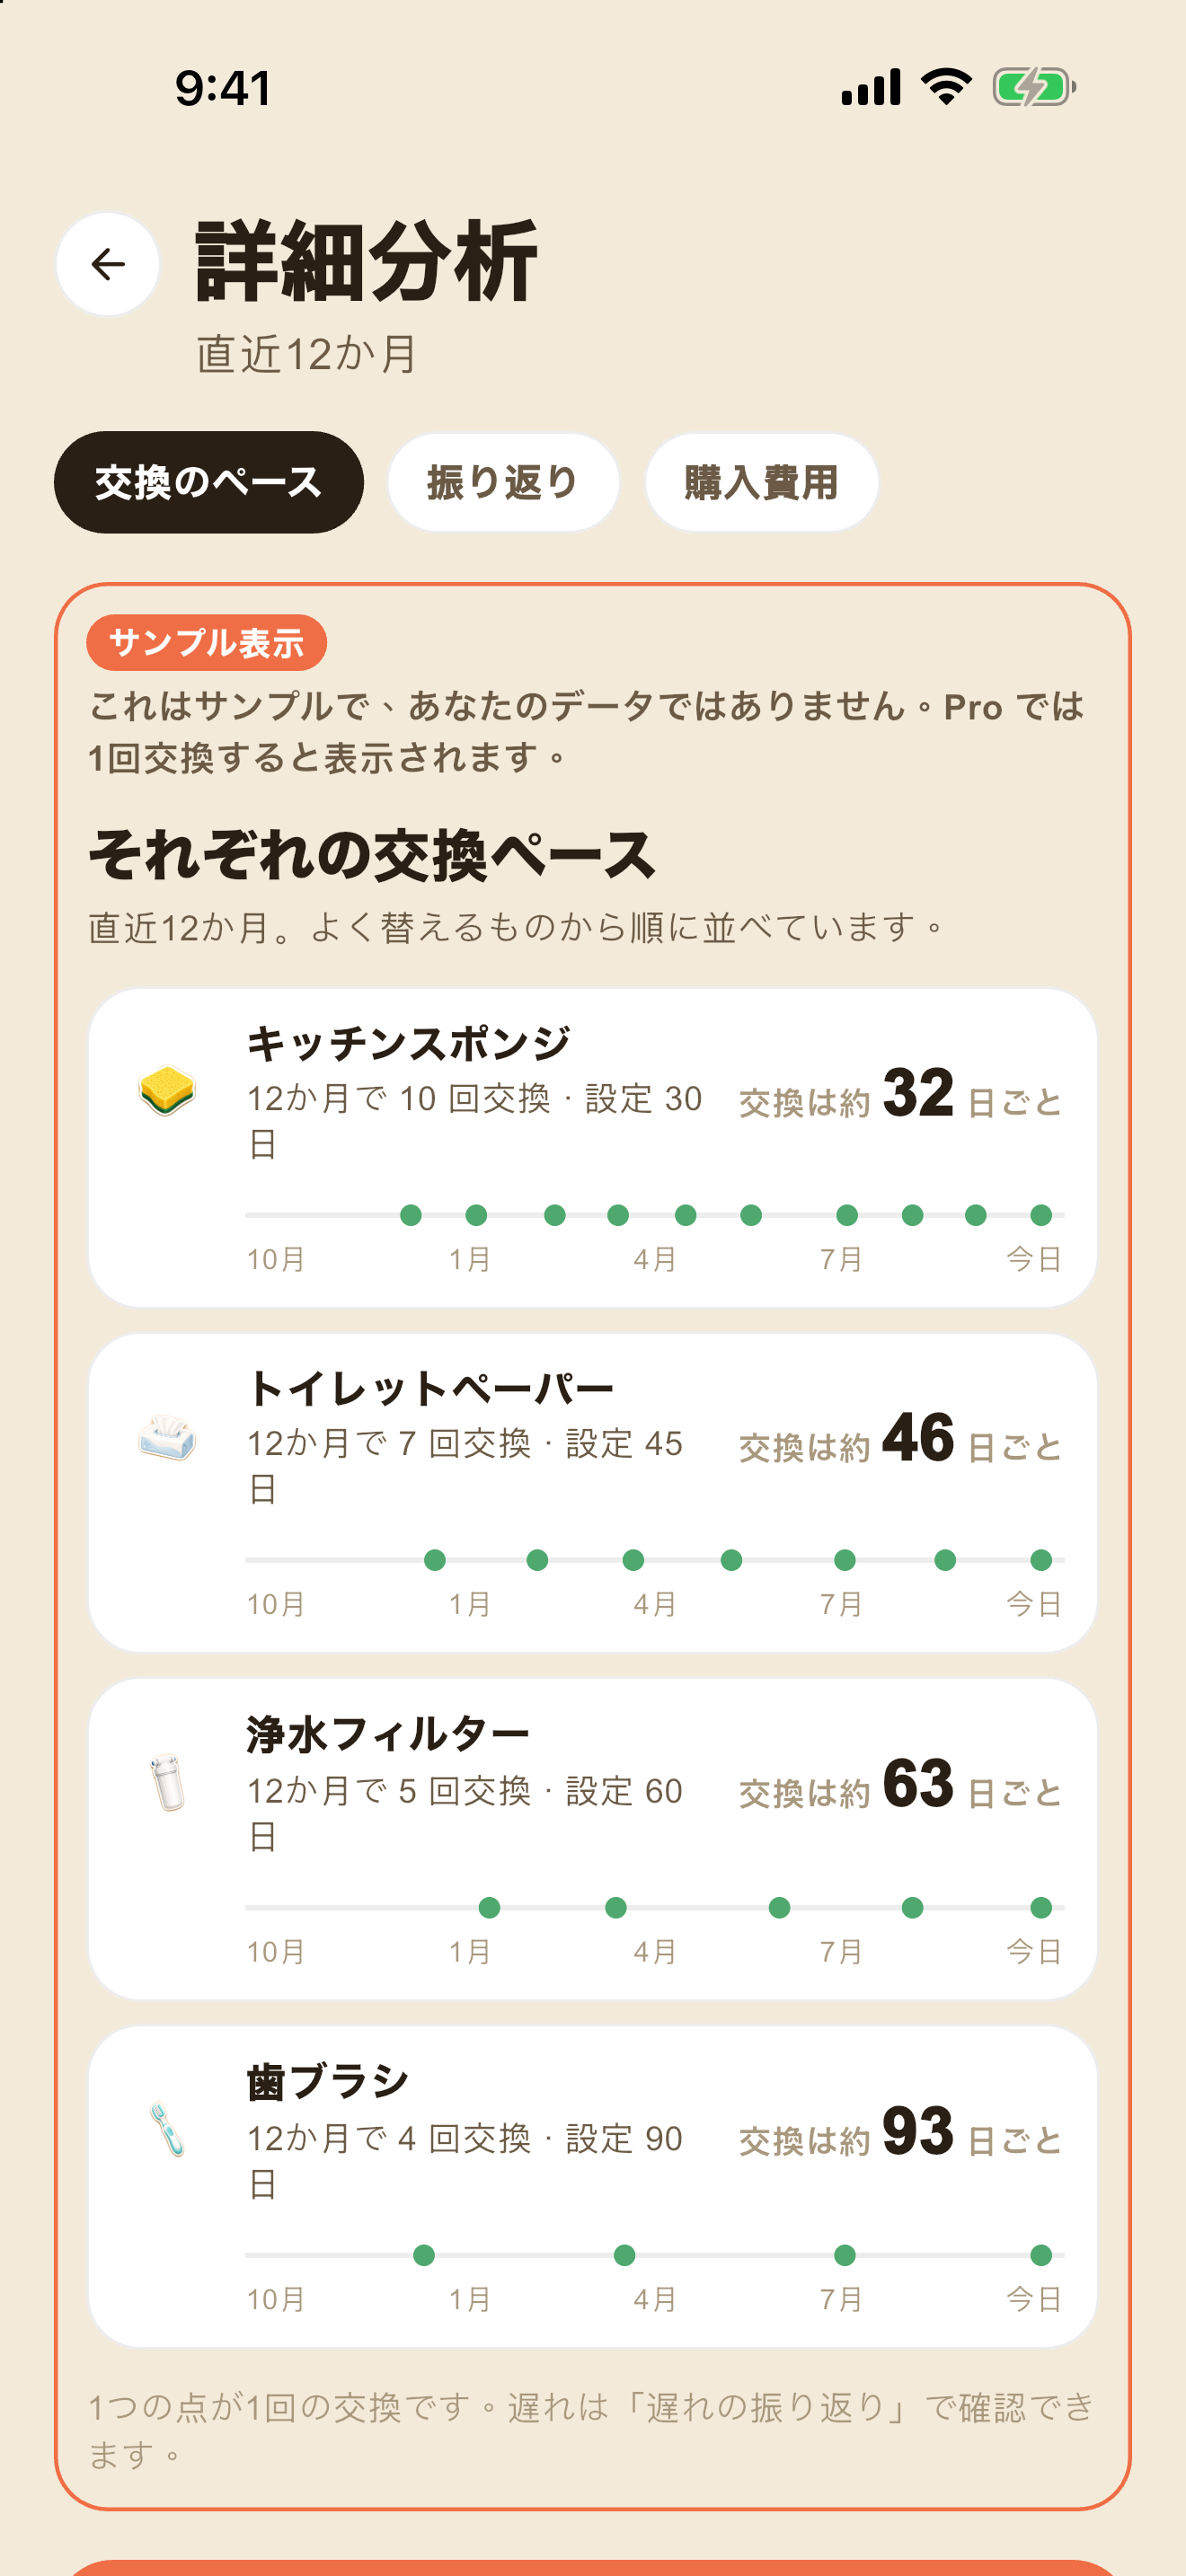 9:41
詳細分析
直近12か月
交換のペース
振り返り
購入費用
サンプル表示
これはサンプルで、あなたのデータではありません。Pro では
1回交換すると表示されます。
それぞれの交換ペース
直近12か月。よく替えるものから順に並べています。
キッチンスポンジ
12か月で 10 回交換 · 設定 30
日
交換は約 32 日ごと
10月 1月 4月 7月 今日
トイレットペーパー
12か月で 7 回交換 · 設定 45
日
交換は約 46 日ごと
10月 1月 4月 7月 今日
浄水フィルター
12か月で 5 回交換 · 設定 60
日
交換は約 63 日ごと
10月 1月 4月 7月 今日
歯ブラシ
12か月で 4 回交換 · 設定 90
日
交換は約 93 日ごと
10月 1月 4月 7月 今日
1つの点が1回の交換です。遅れは「遅れの振り返り」で確認でき
ます。